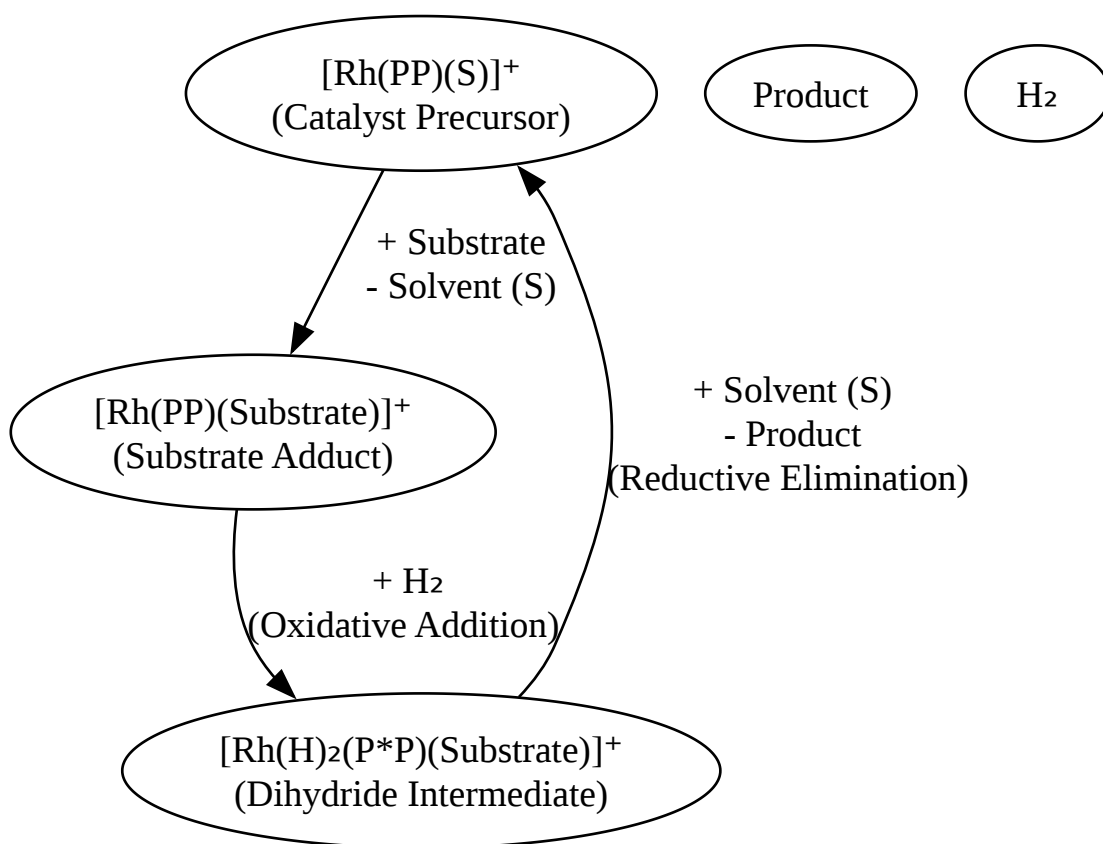 [Rh(PP)(S)]⁺
(Catalyst Precursor)
Product
H₂
+ Substrate
- Solvent (S)
[Rh(PP)(Substrate)]⁺
(Substrate Adduct)
+ Solvent (S)
- Product
(Reductive Elimination)
+ H₂
(Oxidative Addition)
[Rh(H)₂(P*P)(Substrate)]⁺
(Dihydride Intermediate)